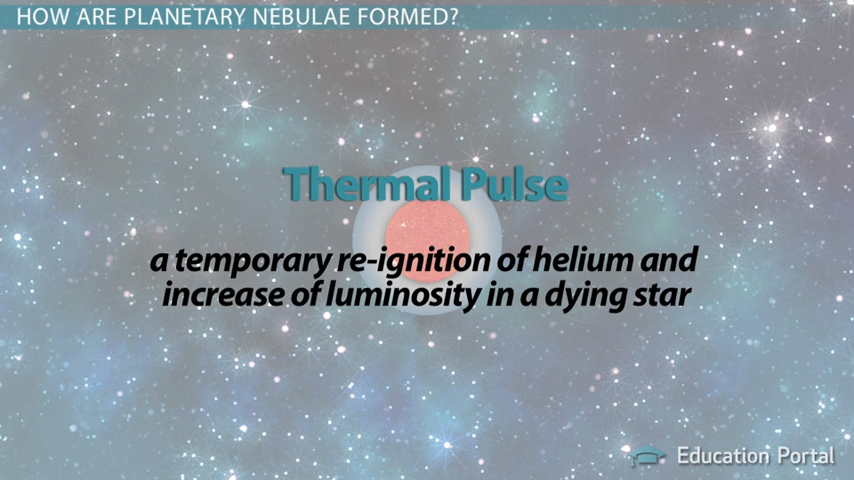 HOW ARE PLANETARY NEBULAE FORMED?
Thermal Pulse
a temporary re-ignition of helium and
increase of luminosity in a dying star
Education Portal